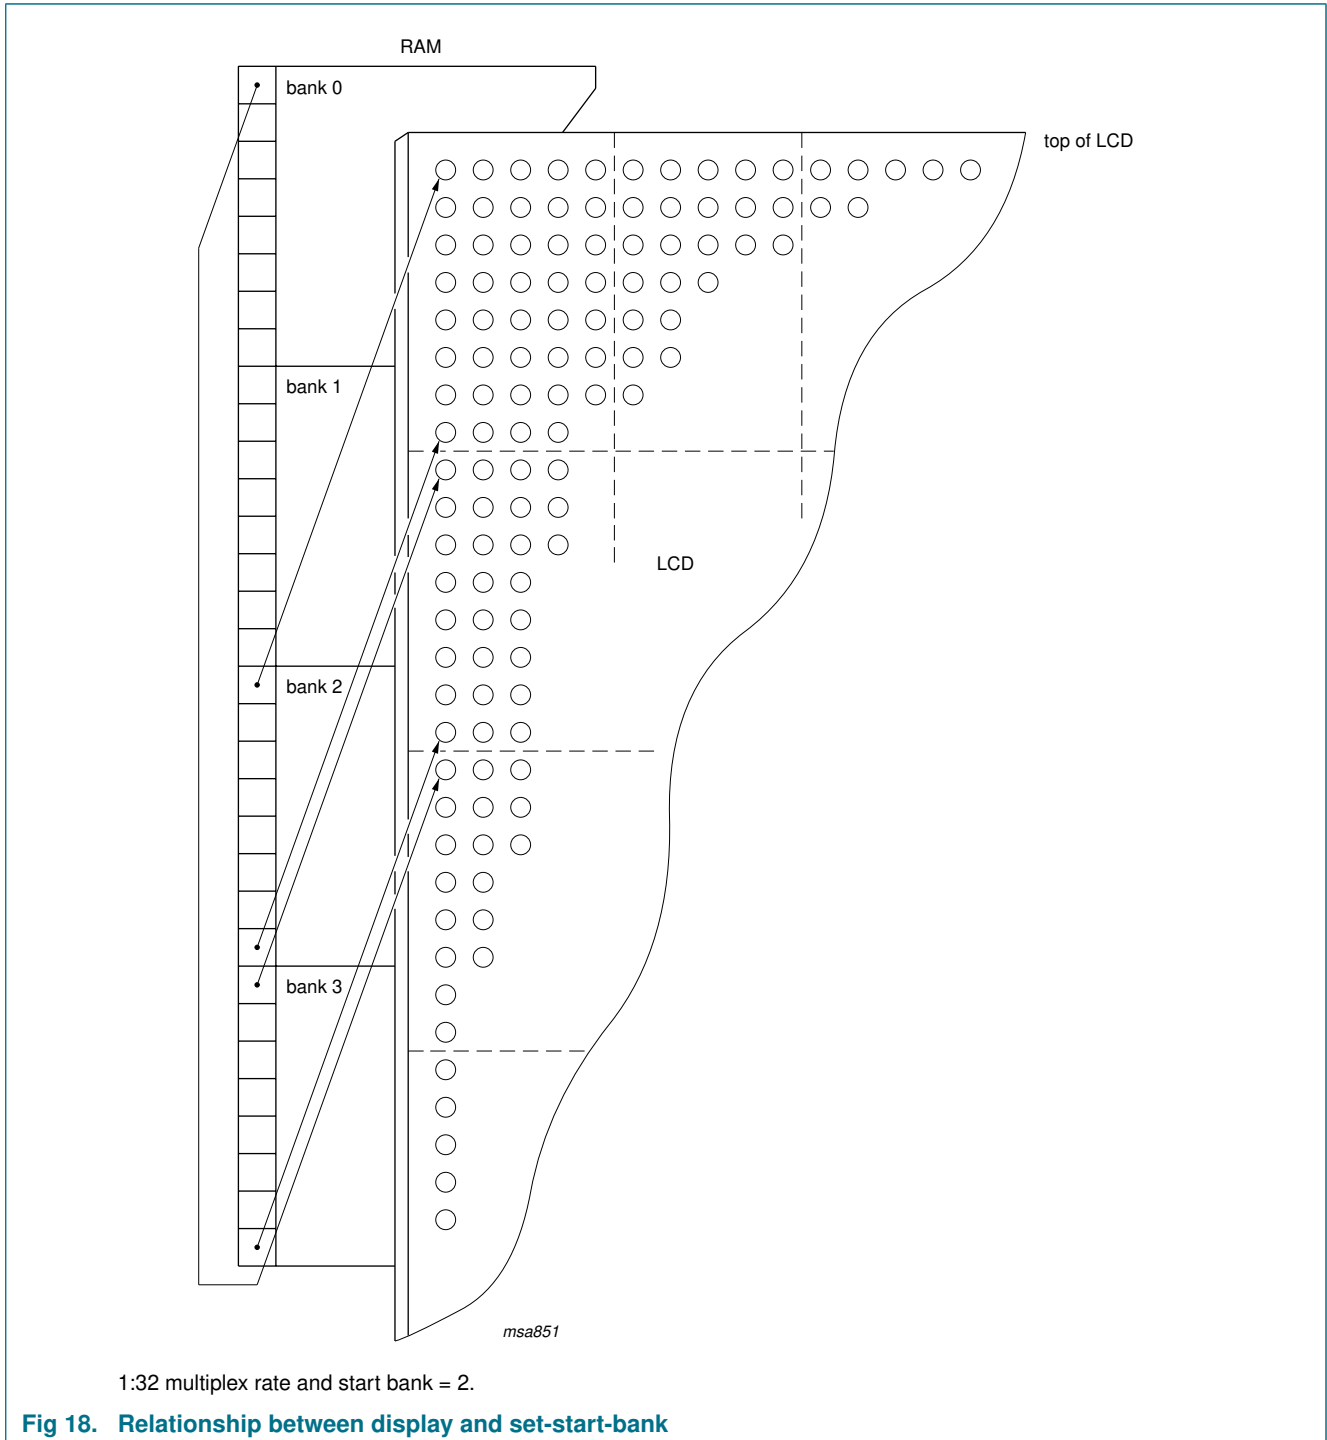 RAM
bank 0
top of LCD
bank 1
LCD
bank 2
bank 3
msa851
1:32 multiplex rate and start bank = 2.
Fig 18. Relationship between display and set-start-bank